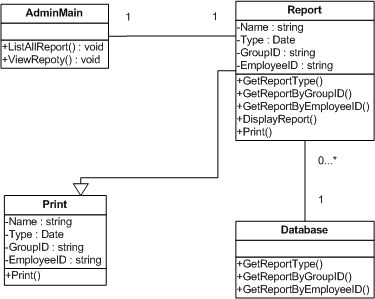 AdminMain
+ListAllReport() : void
+ViewRepoty() : void
1
1
Report
-Name : string
-Type : Date
-GroupID : string
-EmployeeID : string
+GetReportType()
+GetReportByGroupID()
+GetReportByEmployeeID()
+DisplayReport()
+Print()
0...*
1
Print
-Name : string
-Type : Date
-GroupID : string
-EmployeeID : string
+Print()
Database
+GetReportType()
+GetReportByGroupID()
+GetReportByEmployeeID()